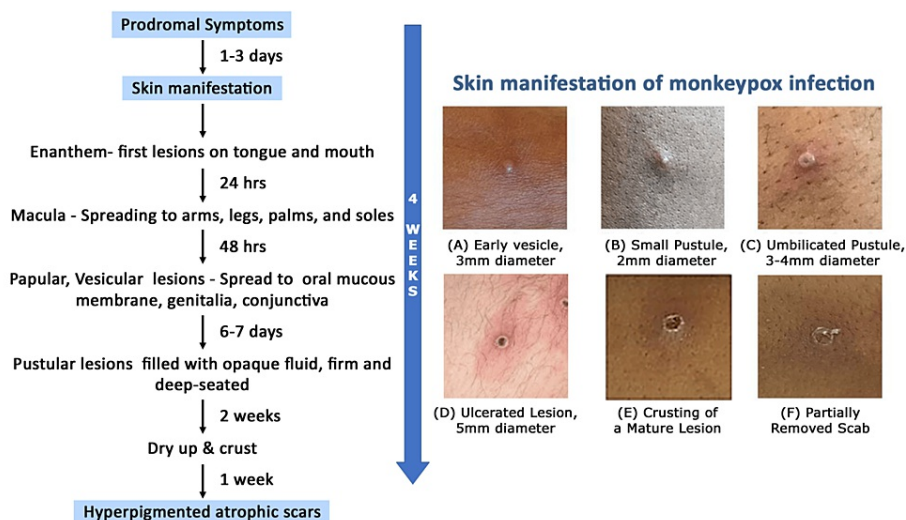 Prodromal Symptoms
1-3 days
Skin manifestation
Enanthem- first lesions on tongue and mouth
24 hrs
Macula - Spreading to arms, legs, palms, and soles
48 hrs
Papular, Vesicular lesions - Spread to oral mucous
membrane, genitalia, conjunctiva
6-7 days
Pustular lesions filled with opaque fluid, firm and
deep-seated
2 weeks
Dry up & crust
1 week
Hyperpigmented atrophic scars
4 WEEKS
Skin manifestation of monkeypox infection
(A) Early vesicle,
3mm diameter
(B) Small Pustule,
2mm diameter
(C) Umbilicated Pustule,
3-4mm diameter
(D) Ulcerated Lesion,
5mm diameter
(E) Crusting of
a Mature Lesion
(F) Partially
Removed Scab